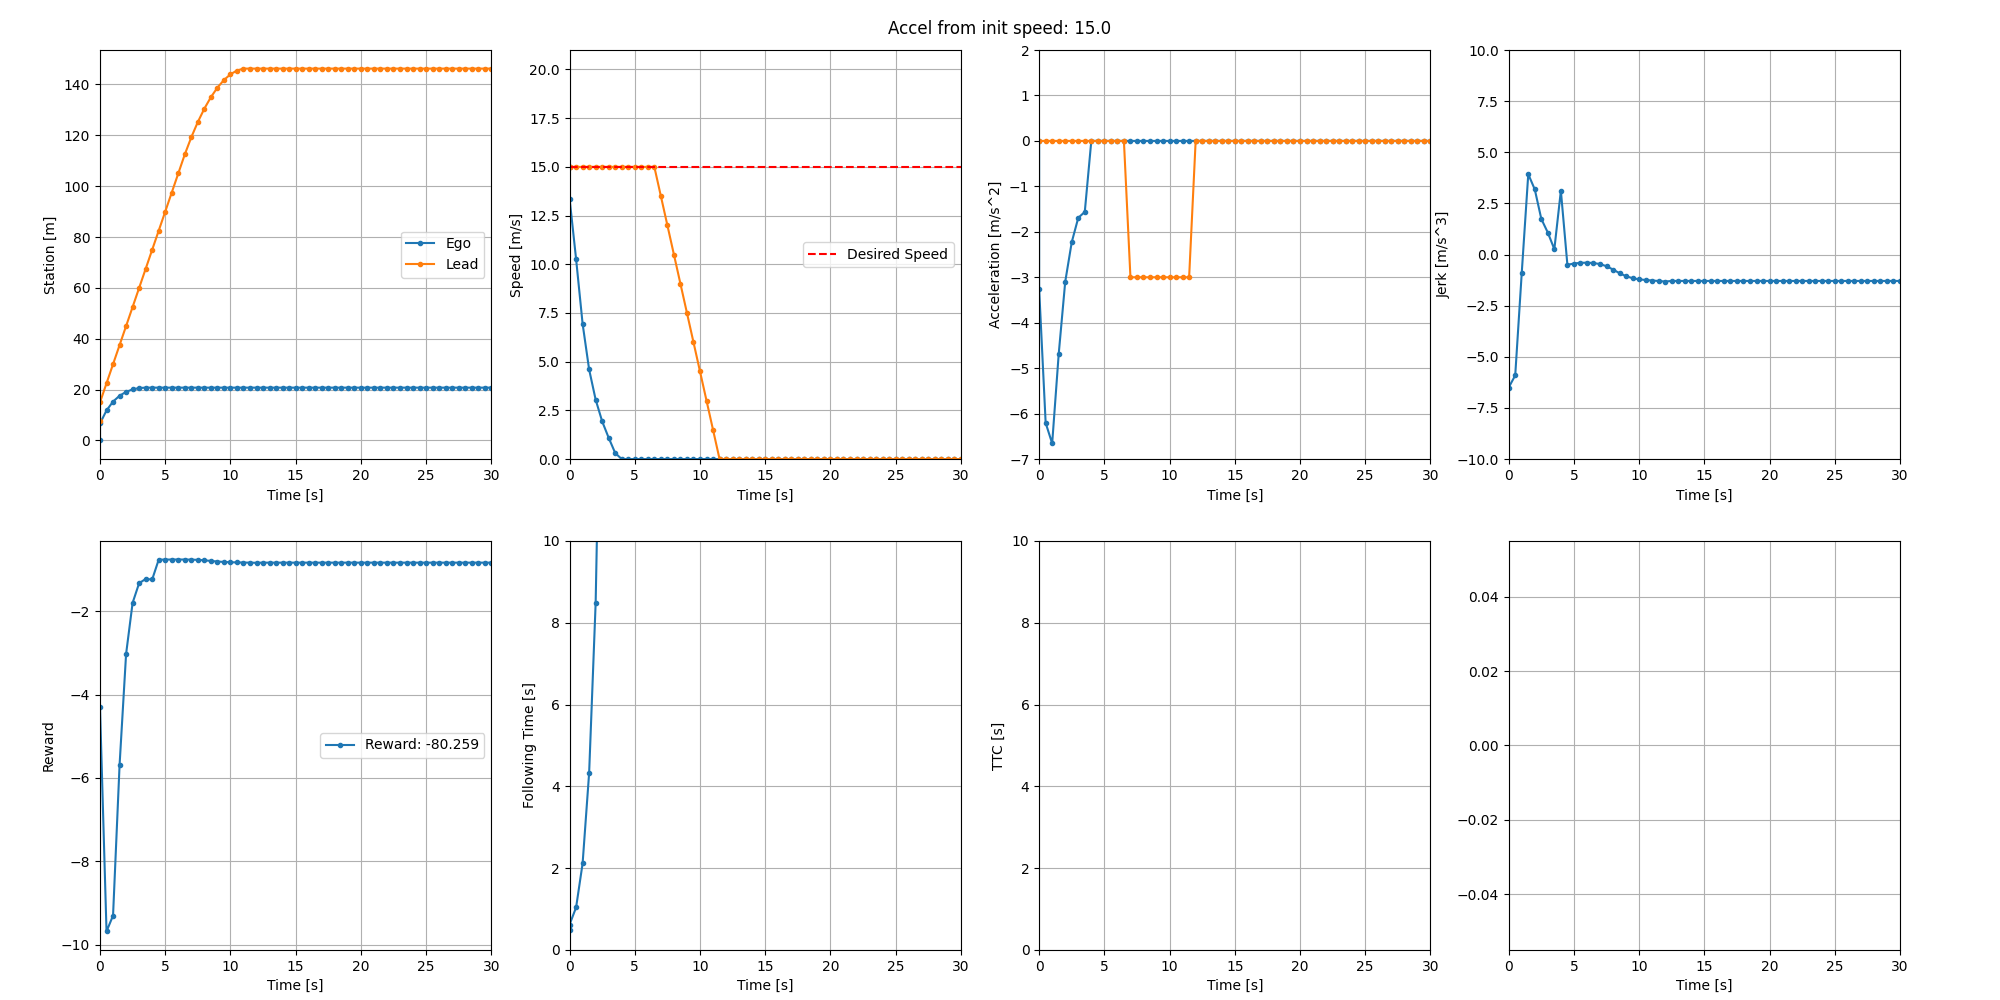 Accel from init speed: 15.0
Station [m]
140
120
100
80
60
40
20
0
Ego
Lead
0 5 10 15 20 25 30
Time [s]
Speed [m/s]
20.0
17.5
15.0
12.5
10.0
7.5
5.0
2.5
0.0
Desired Speed
0 5 10 15 20 25 30
Time [s]
Acceleration [m/s^2]
2
1
0
−1
−2
−3
−4
−5
−6
−7
0 5 10 15 20 25 30
Time [s]
Jerk [m/s^3]
10.0
7.5
5.0
2.5
0.0
−2.5
−5.0
−7.5
−10.0
0 5 10 15 20 25 30
Time [s]
Reward
−2
−4
−6
−8
−10
Reward: -80.259
0 5 10 15 20 25 30
Time [s]
Following Time [s]
10
8
6
4
2
0
0 5 10 15 20 25 30
Time [s]
TTC [s]
10
8
6
4
2
0
0 5 10 15 20 25 30
Time [s]
0.04
0.02
0.00
−0.02
−0.04
0 5 10 15 20 25 30
Time [s]